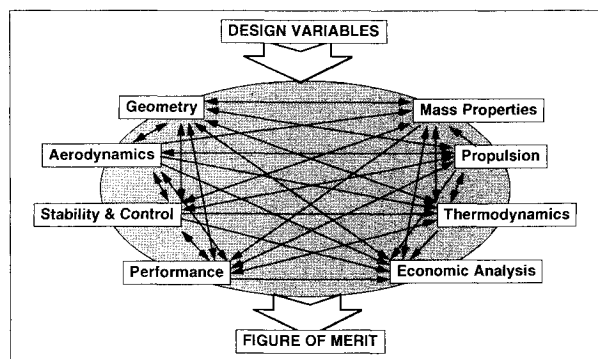 DESIGN VARIABLES
Geometry
Mass Properties
Aerodynamics
Propulsion
Stability & Control
Thermodynamics
Performance
Economic Analysis
FIGURE OF MERIT